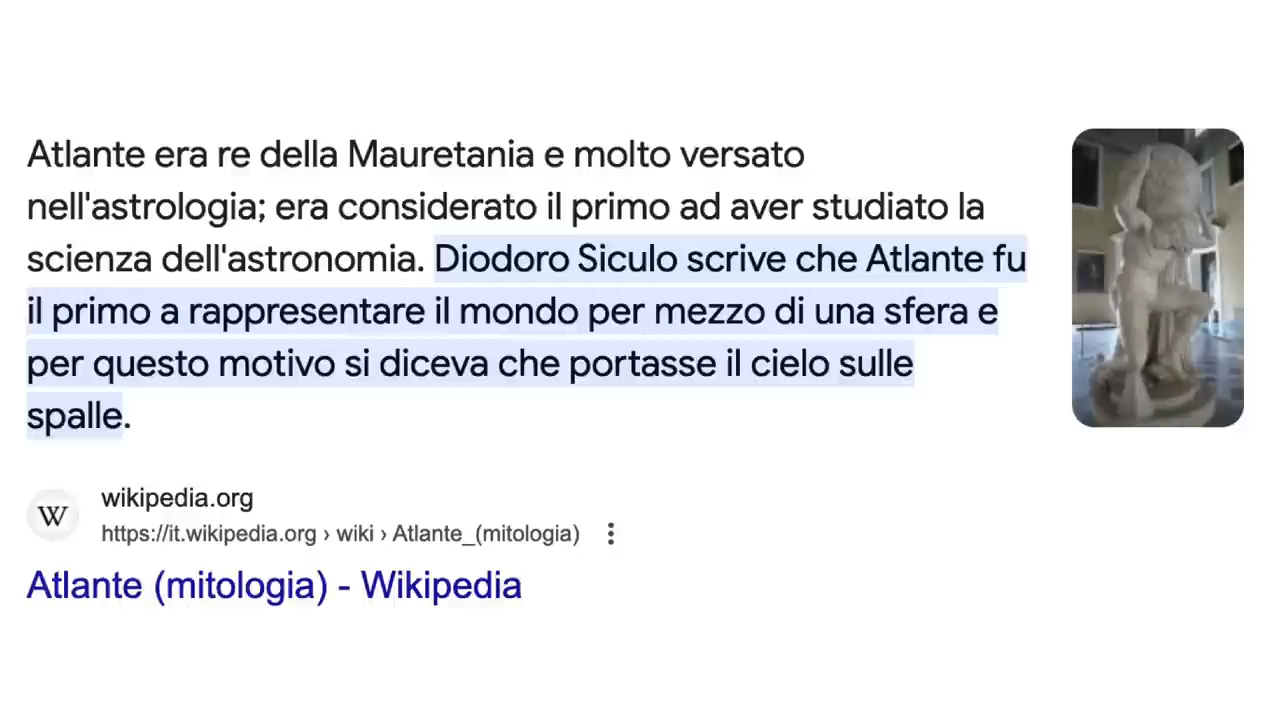 Atlante era re della Mauretania e molto versato
nell'astrologia; era considerato il primo ad aver studiato la
scienza dell'astronomia. Diodoro Siculo scrive che Atlante fu
il primo a rappresentare il mondo per mezzo di una sfera e
per questo motivo si diceva che portasse il cielo sulle
spalle.
W
wikipedia.org
https://it.wikipedia.org › wiki › Atlante_(mitologia)
Atlante (mitologia) - Wikipedia